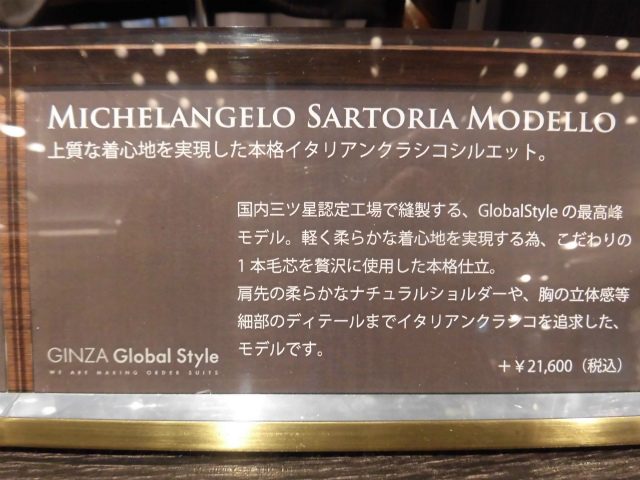 MICHELANGELO SARTORIA MODELLO
上質な着心地を実現した本格イタリアンクラシコシルエット。
国内三ツ星認定工場で縫製する、GlobalStyleの最高峰
モデル。軽く柔らかな着心地を実現する為、こだわりの
1本毛芯を贅沢に使用した本格仕立。
肩先の柔らかなナチュラルショルダーや、胸の立体感等
細部のディテールまでイタリアンクラシコを追求した、
モデルです。
GINZA Global Style
WE ARE MAKING ORDER SUITS
+¥21,600(税込)